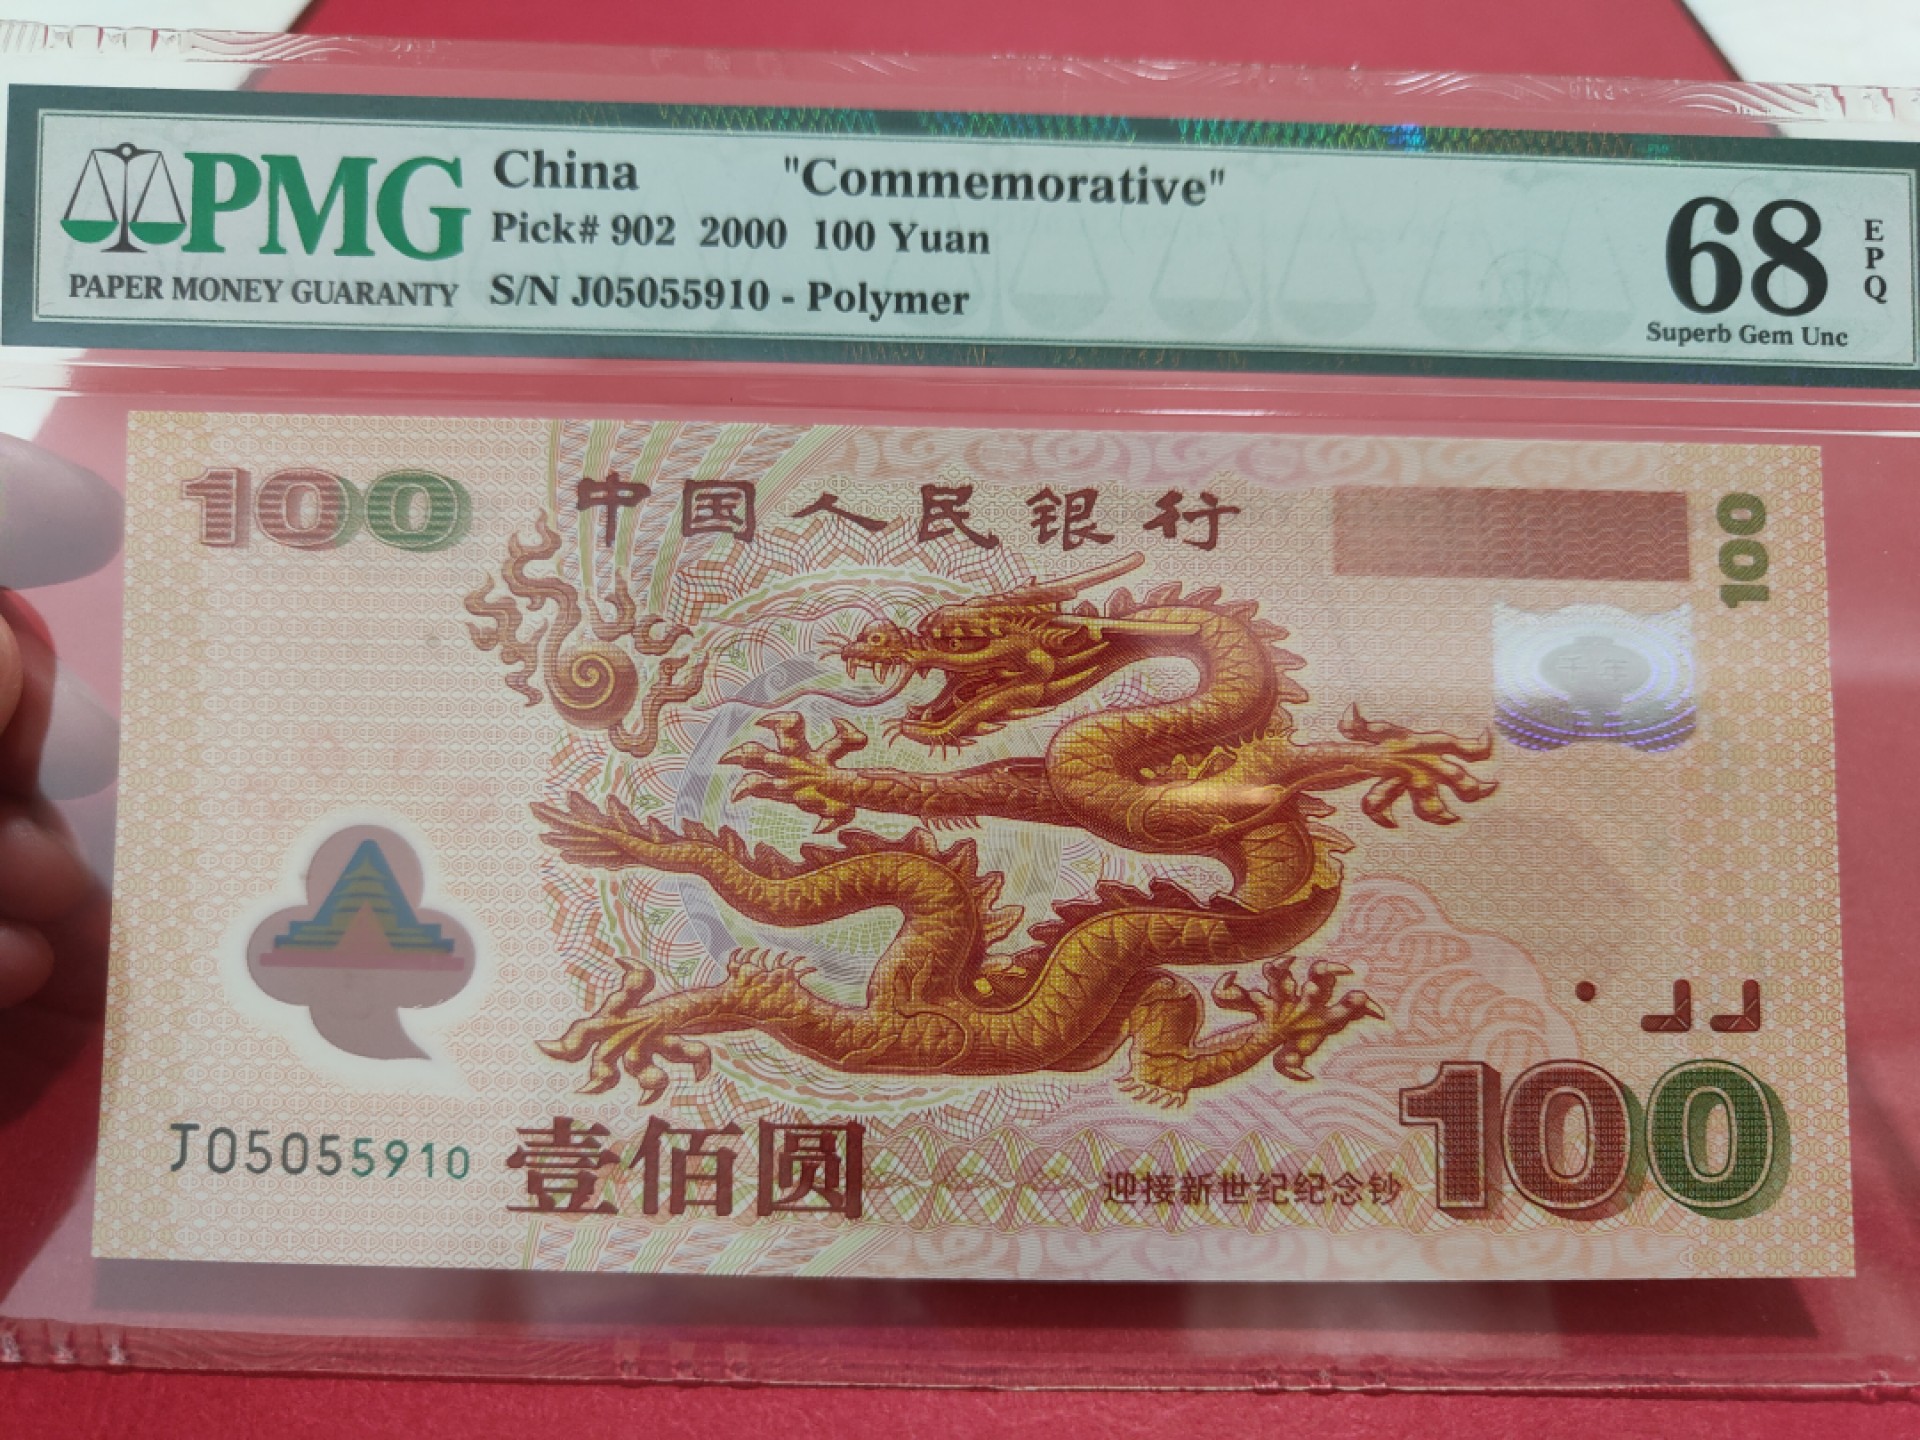 PMG
PAPER MONEY GUARANTY
China "Commemorative"
Pick# 902 2000 100 Yuan
S/N J05055910 - Polymer
68
EPQ
Superb Gem Unc
100
中国人民银行
100
千年
J05055910
壹佰圆
迎接新世纪纪念钞
100